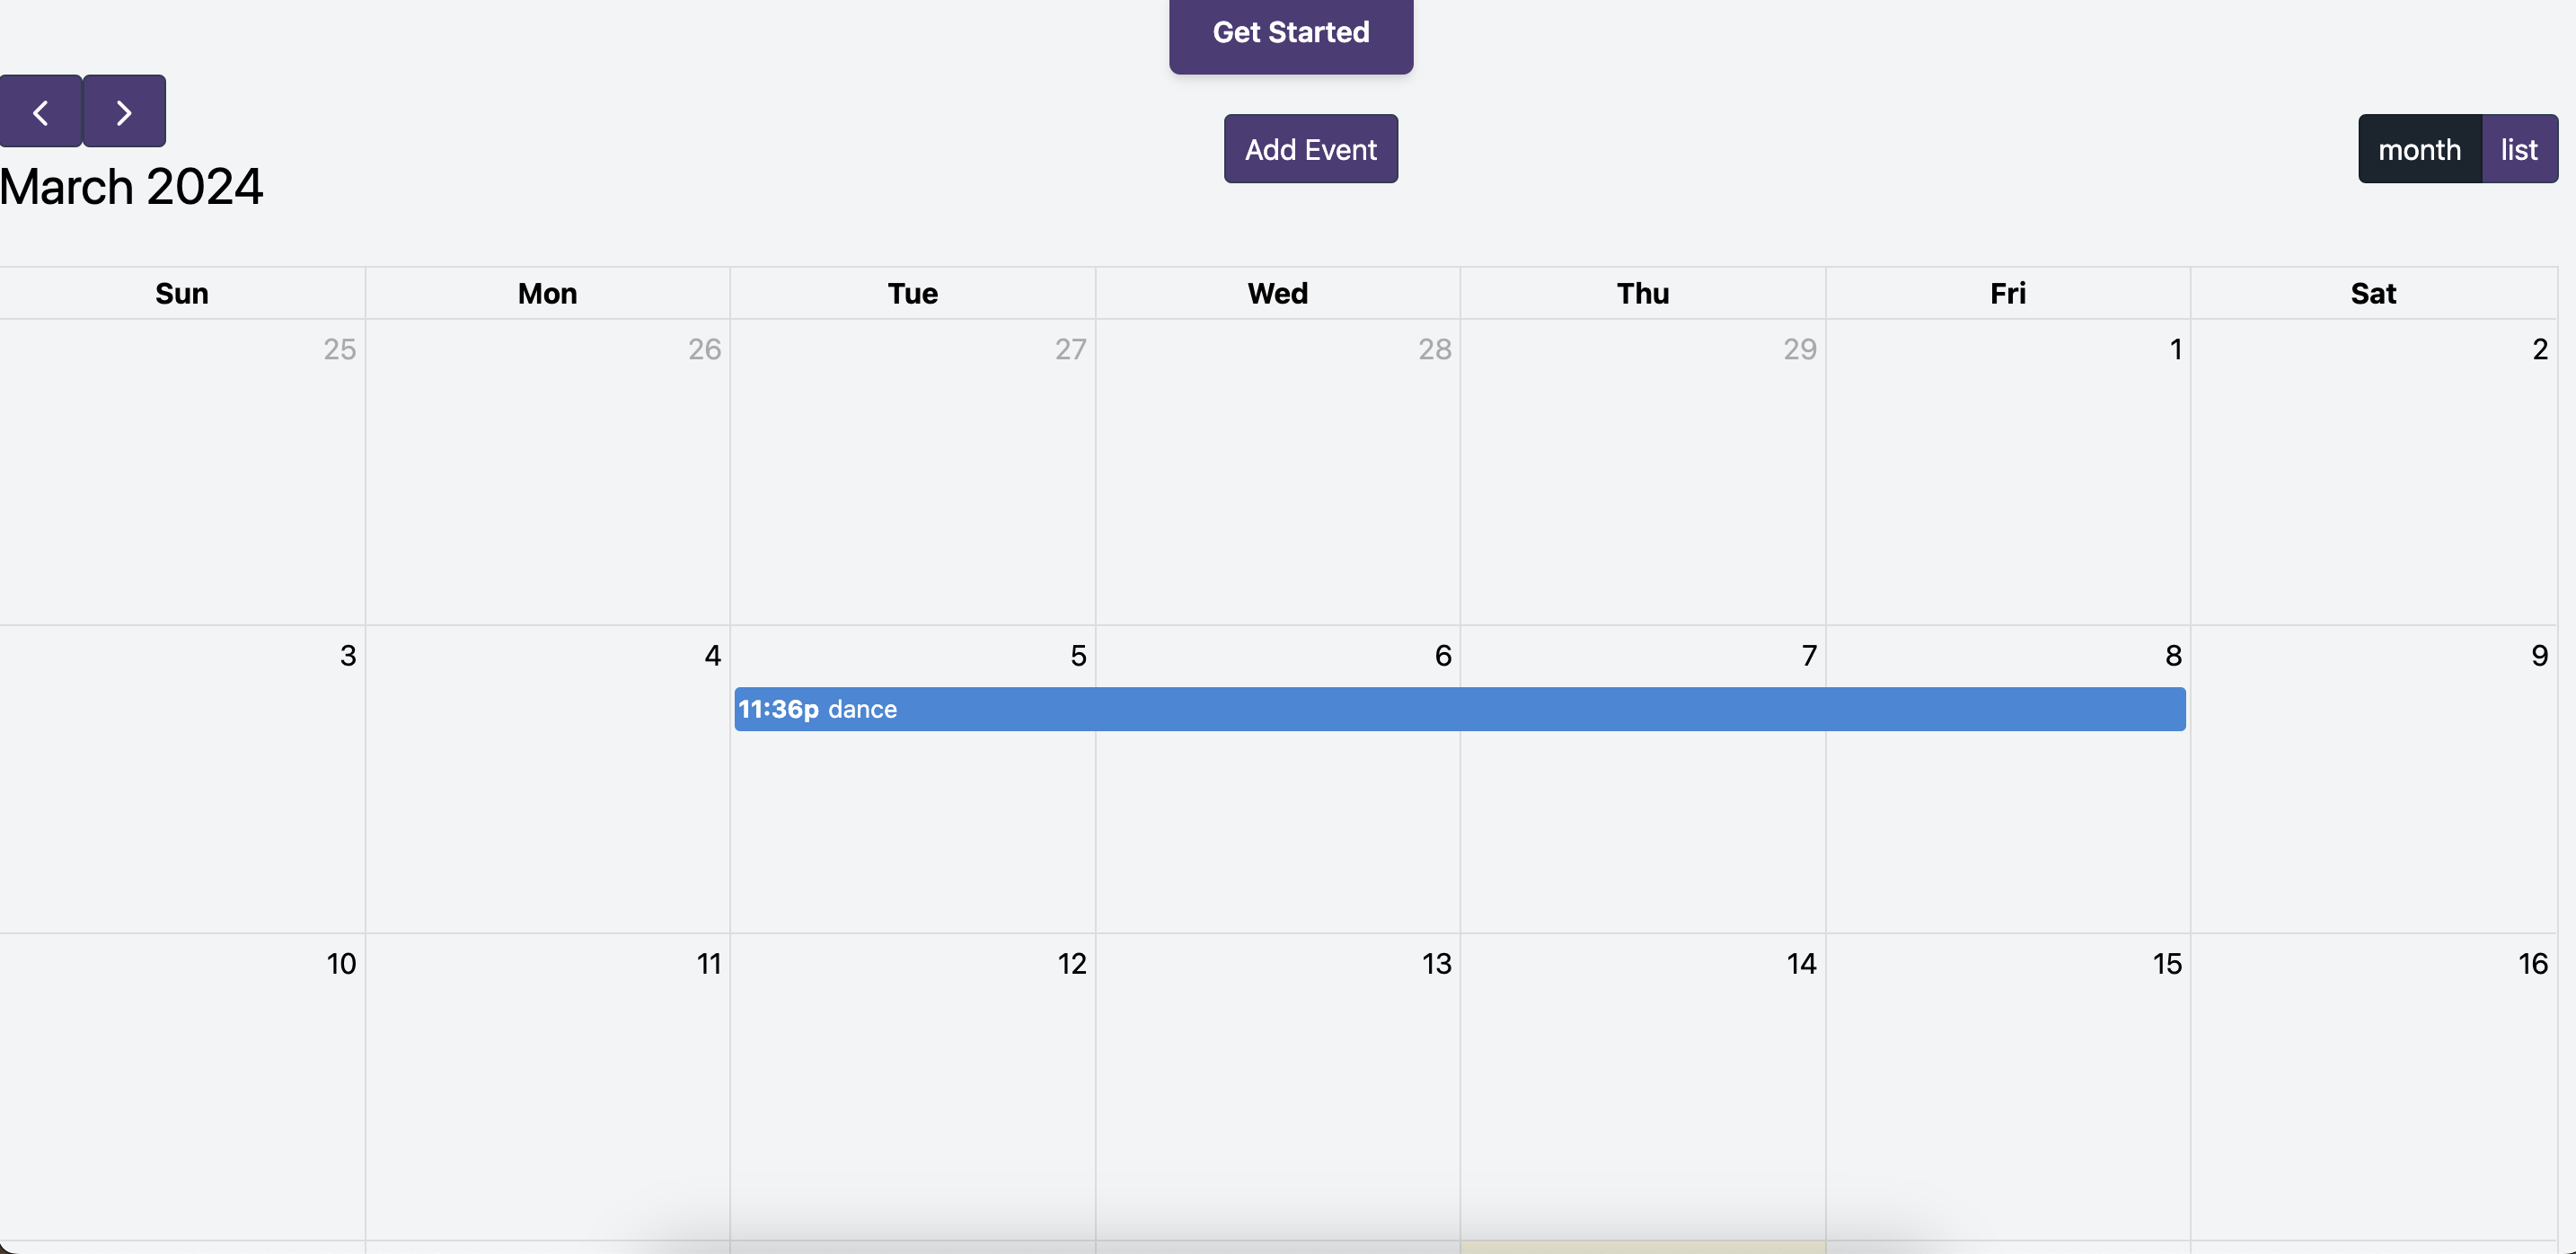 Get Started
Add Event
month list
March 2024
Sun Mon Tue Wed Thu Fri Sat
25 26 27 28 29 1 2
3 4 5 6 7 8 9
11:36p dance
10 11 12 13 14 15 16